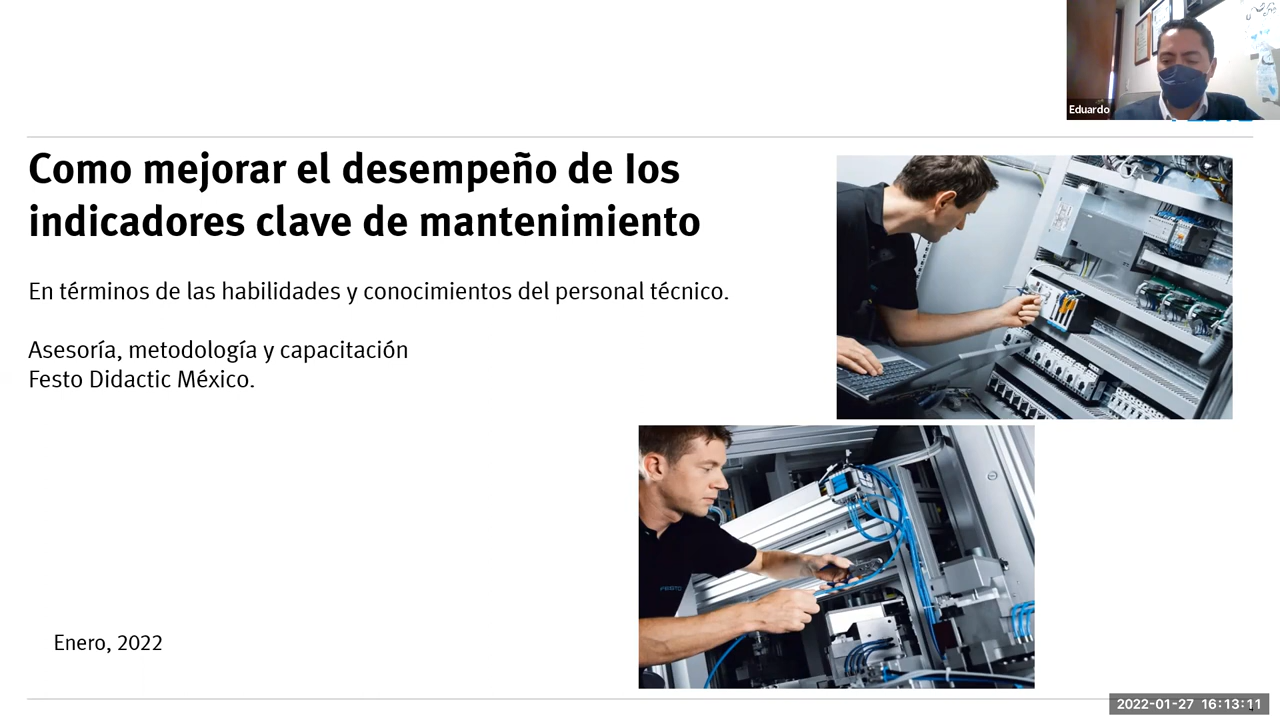 Eduardo
Como mejorar el desempeño de los
indicadores clave de mantenimiento
En términos de las habilidades y conocimientos del personal técnico.
Asesoría, metodología y capacitación
Festo Didactic México.
FESTO
Enero, 2022
2022-01-27 16:13:11